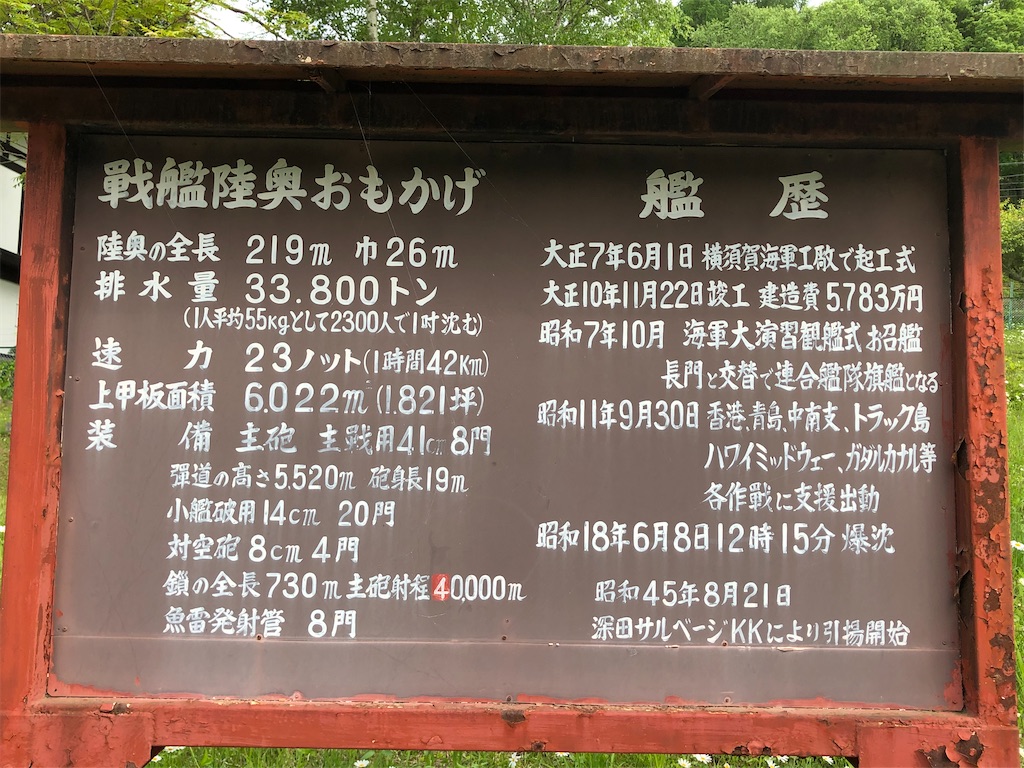 戰艦陸奥おもかげ
陸奥の全長 219m 巾26m
排水量 33.800トン
(1人平均55Kgとして2300人で1吋沈む)
速力 23ノット(1時間42Km)
上甲板面積 6.022㎡(1.821坪)
装備 主砲 主戦用41cm 8門
彈道の高さ5.520m 砲身長19m
小艦破用14cm 20門
対空砲 8cm 4門
鎖の全長730m 主砲射程40,000m
魚雷発射管 8門
艦歴
大正7年6月1日 横須賀海軍工廠で起工式
大正10年11月22日竣工 建造費5.783万円
昭和7年10月 海軍大演習観艦式お召艦
長門と交替で連合艦隊旗艦となる
昭和11年9月30日 香港、青島、中南支、トラック島
ハワイミッドウェー、ガダルカナル等
各作戦に支援出動
昭和18年6月8日12時15分 爆沈
昭和45年8月21日
深田サルベージKKにより引揚開始